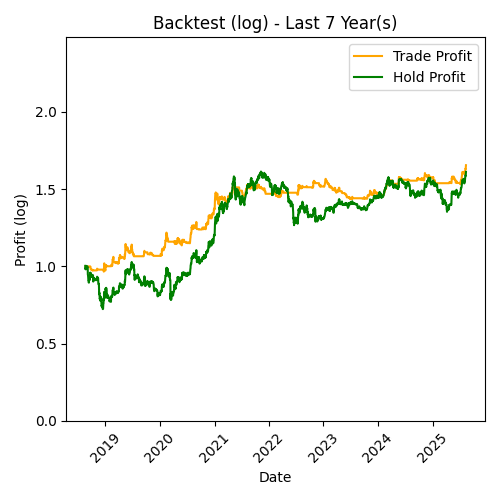 Backtest (log) - Last 7 Year(s)
Trade Profit
Hold Profit
Profit (log)
2.0
1.5
1.0
0.5
0.0
2019
2020
2021
2022
2023
2024
2025
Date